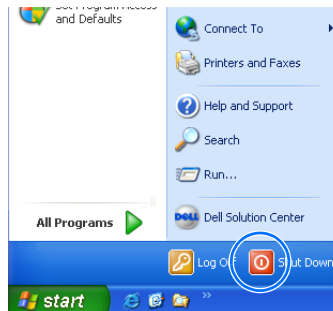 and Defaults
Connect To
Printers and Faxes
Help and Support
Search
Run...
All Programs
DELL Dell Solution Center
Log Off Shut Down
start